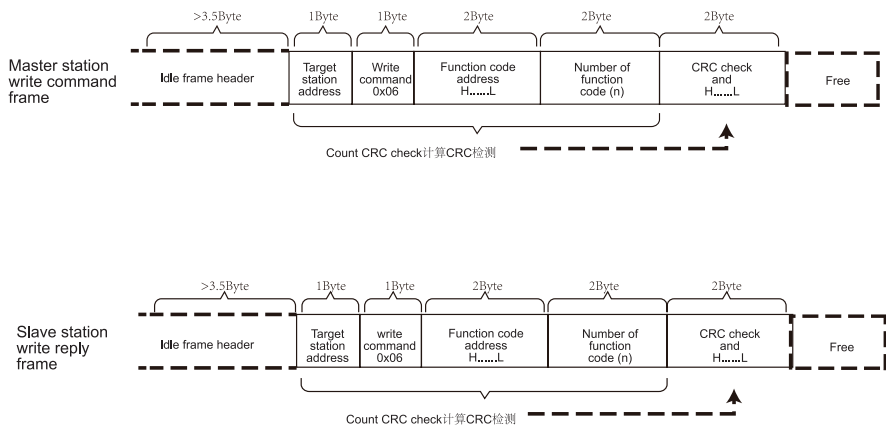 >3.5Byte 1Byte 1Byte 2Byte 2Byte 2Byte
Master station
write command
frame
Idle frame header
Target
station
address
Write
command
0x06
Function code
address
H......L
Number of
function
code (n)
CRC check
and
H......L
Free
Count CRC check计算CRC检测
>3.5Byte 1Byte 1Byte 2Byte 2Byte 2Byte
Slave station
write reply
frame
Idle frame header
Target
station
address
write
command
0x06
Function code
address
H......L
Number of
function
code (n)
CRC check
and
H......L
Free
Count CRC check计算CRC检测